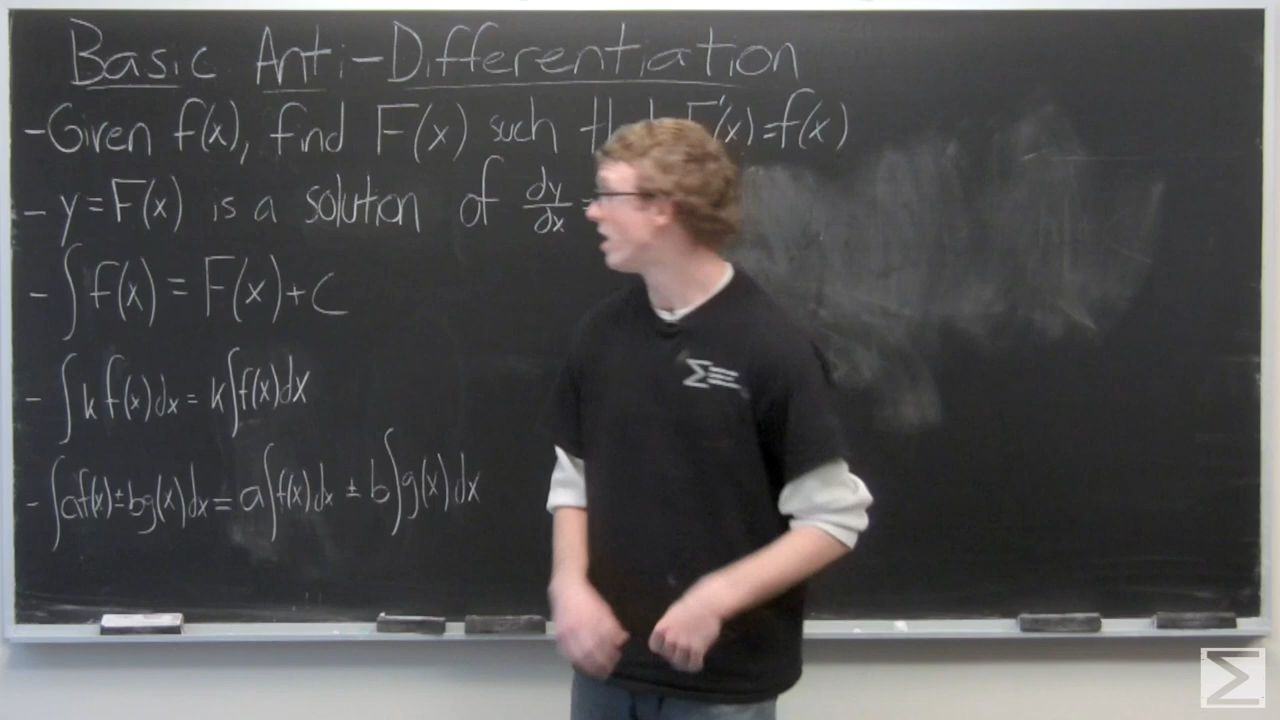 Basic Anti-Differentiation
-Given f(x), find F(x) such F'(x)=f(x)
- y=F(x) is a solution of dy/dx
- ∫f(x) = F(x)+C
- ∫k f(x)dx = k∫f(x)dx
- ∫af(x)±bg(x)dx = a∫f(x)dx ± b∫g(x)dx
Σ
Σ